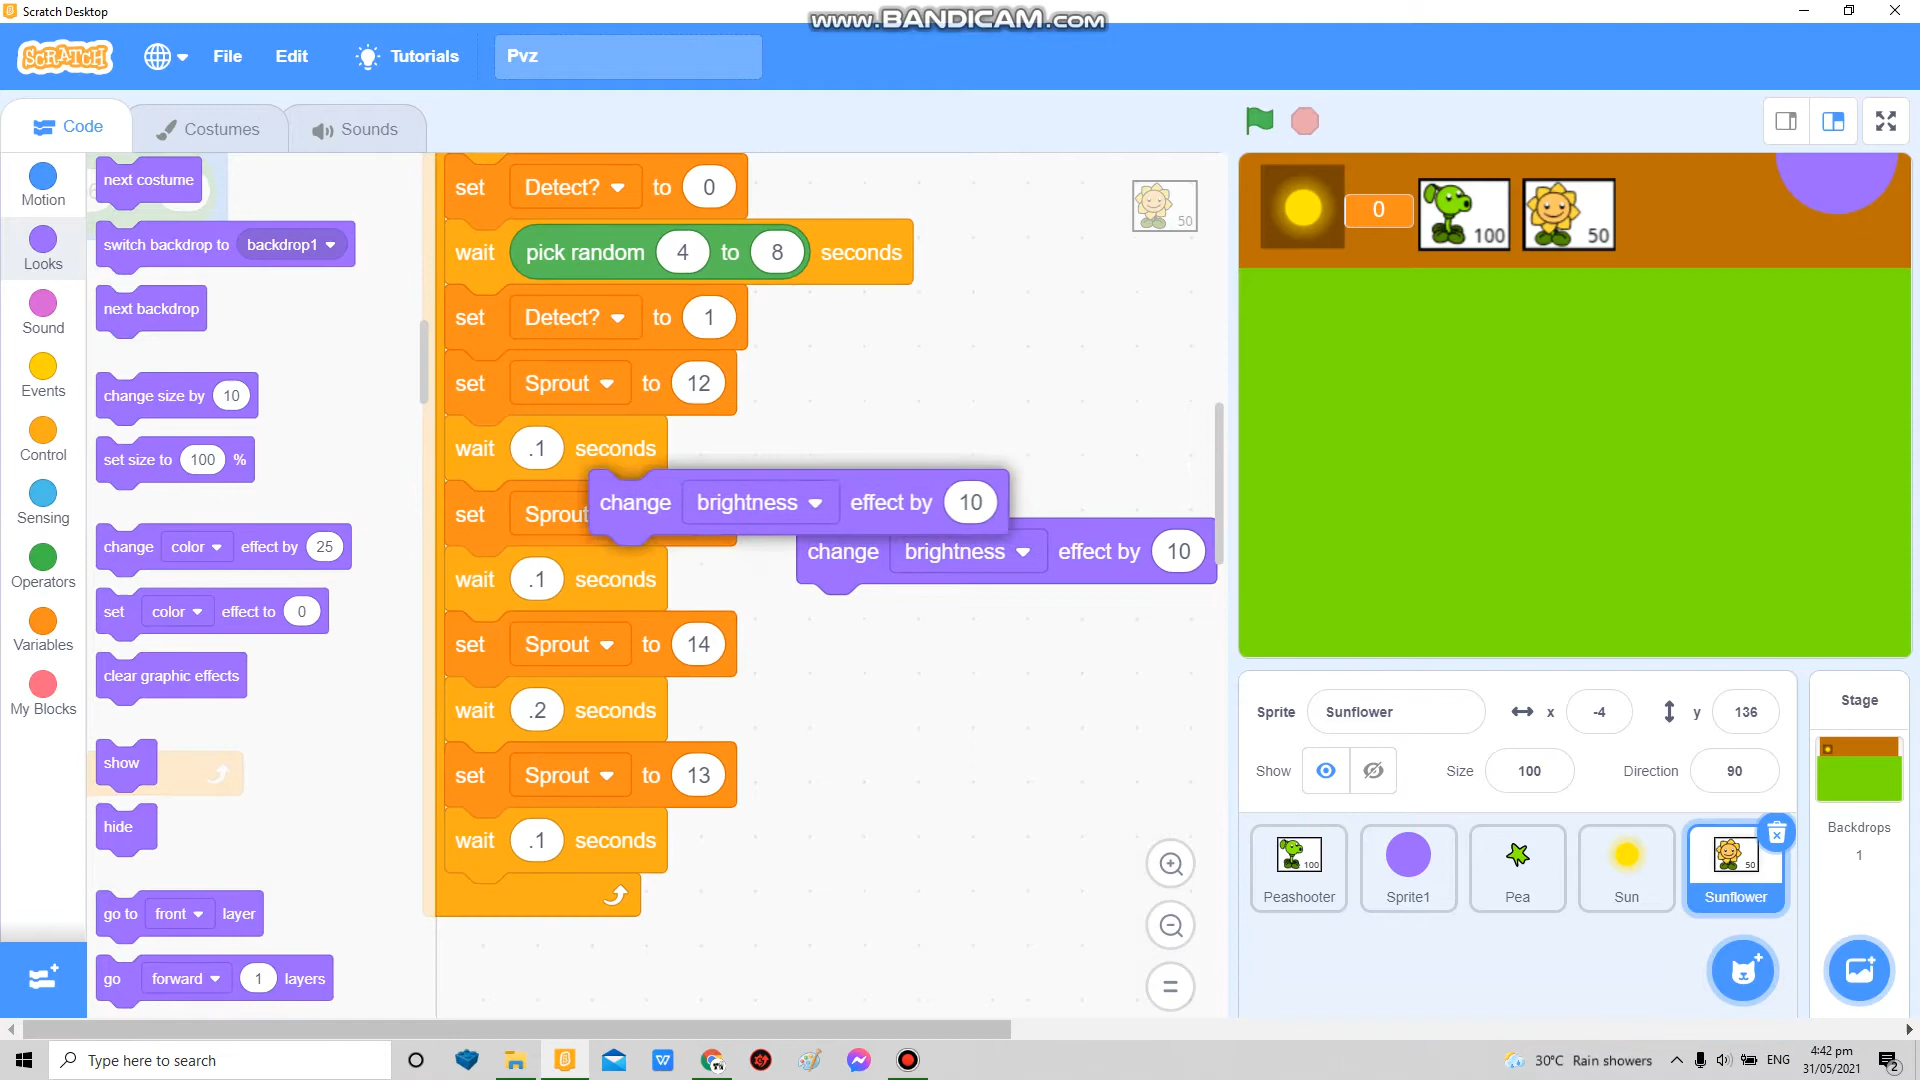 Scratch Desktop
www.BANDICAM.com
SCRATCH
File
Edit
Tutorials
Pvz
Code
Costumes
Sounds
Motion
Looks
Sound
Events
Control
Sensing
Operators
Variables
My Blocks
next costume
switch backdrop to backdrop1
next backdrop
change size by 10
set size to 100 %
change color effect by 25
set color effect to 0
clear graphic effects
show
hide
go to front layer
go forward 1 layers
set Detect? to 0
wait pick random 4 to 8 seconds
set Detect? to 1
set Sprout to 12
wait .1 seconds
set Sprout
change brightness effect by 10
change brightness effect by 10
wait .1 seconds
set Sprout to 14
wait .2 seconds
set Sprout to 13
wait .1 seconds
50
0
100
50
Sprite Sunflower x -4 y 136
Show Size 100 Direction 90
100
50
Peashooter
Sprite1
Pea
Sun
Sunflower
Stage
Backdrops
1
Type here to search
30°C Rain showers
ENG
4:42 pm
31/05/2021
2